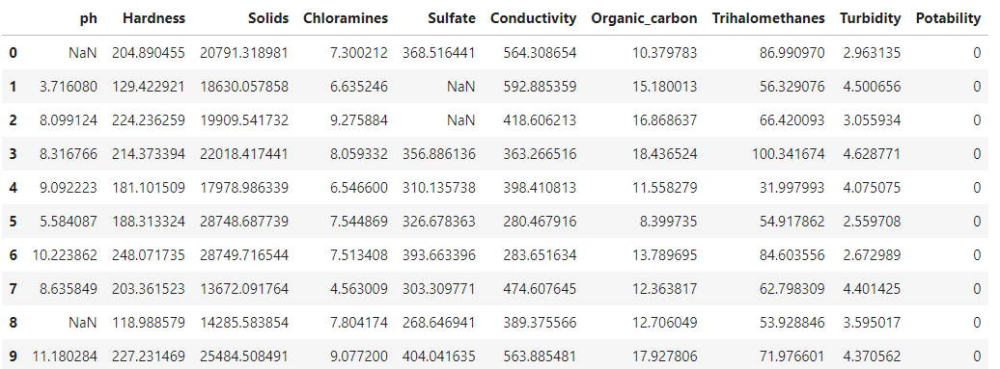 ph Hardness Solids Chloramines Sulfate Conductivity Organic_carbon Trihalomethanes Turbidity Potability
0 NaN 204.890455 20791.318981 7.300212 368.516441 564.308654 10.379783 86.990970 2.963135 0
1 3.716080 129.422921 18630.057858 6.635246 NaN 592.885359 15.180013 56.329076 4.500656 0
2 8.099124 224.236259 19909.541732 9.275884 NaN 418.606213 16.868637 66.420093 3.055934 0
3 8.316766 214.373394 22018.417441 8.059332 356.886136 363.266516 18.436524 100.341674 4.628771 0
4 9.092223 181.101509 17978.986339 6.546600 310.135738 398.410813 11.558279 31.997993 4.075075 0
5 5.584087 188.313324 28748.687739 7.544869 326.678363 280.467916 8.399735 54.917862 2.559708 0
6 10.223862 248.071735 28749.716544 7.513408 393.663396 283.651634 13.789695 84.603556 2.672989 0
7 8.635849 203.361523 13672.091764 4.563009 303.309771 474.607645 12.363817 62.798309 4.401425 0
8 NaN 118.988579 14285.583854 7.804174 268.646941 389.375566 12.706049 53.928846 3.595017 0
9 11.180284 227.231469 25484.508491 9.077200 404.041635 563.885481 17.927806 71.976601 4.370562 0